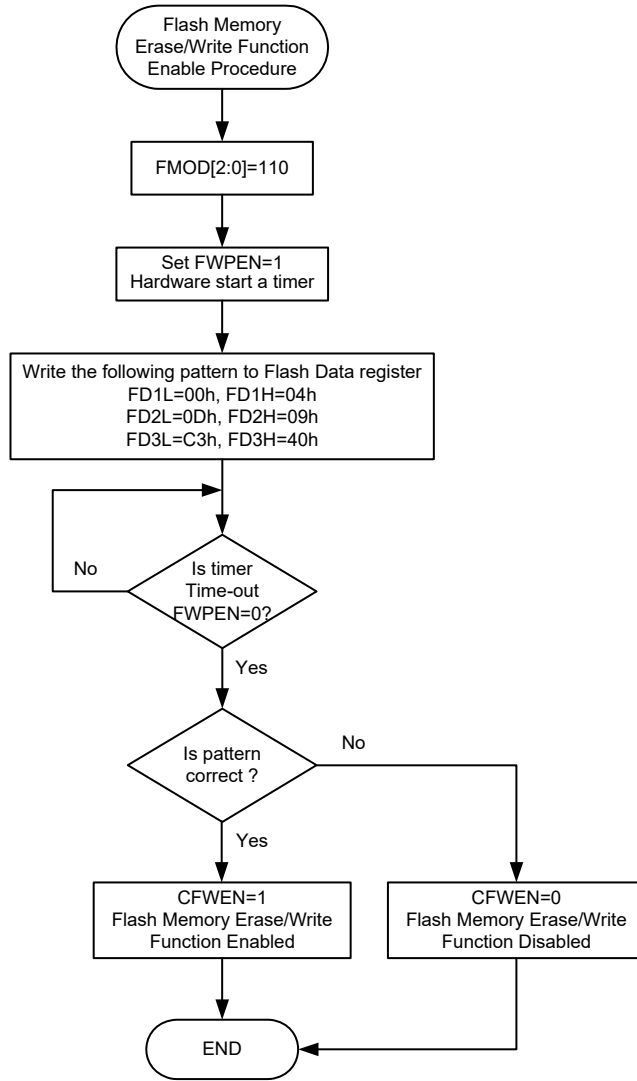 Flash Memory
Erase/Write Function
Enable Procedure
FMOD[2:0]=110
Set FWPEN=1
Hardware start a timer
Write the following pattern to Flash Data register
FD1L=00h, FD1H=04h
FD2L=0Dh, FD2H=09h
FD3L=C3h, FD3H=40h
No
Is timer
Time-out
FWPEN=0?
Yes
Is pattern
correct ?
No
Yes
CFWEN=1
Flash Memory Erase/Write
Function Enabled
CFWEN=0
Flash Memory Erase/Write
Function Disabled
END